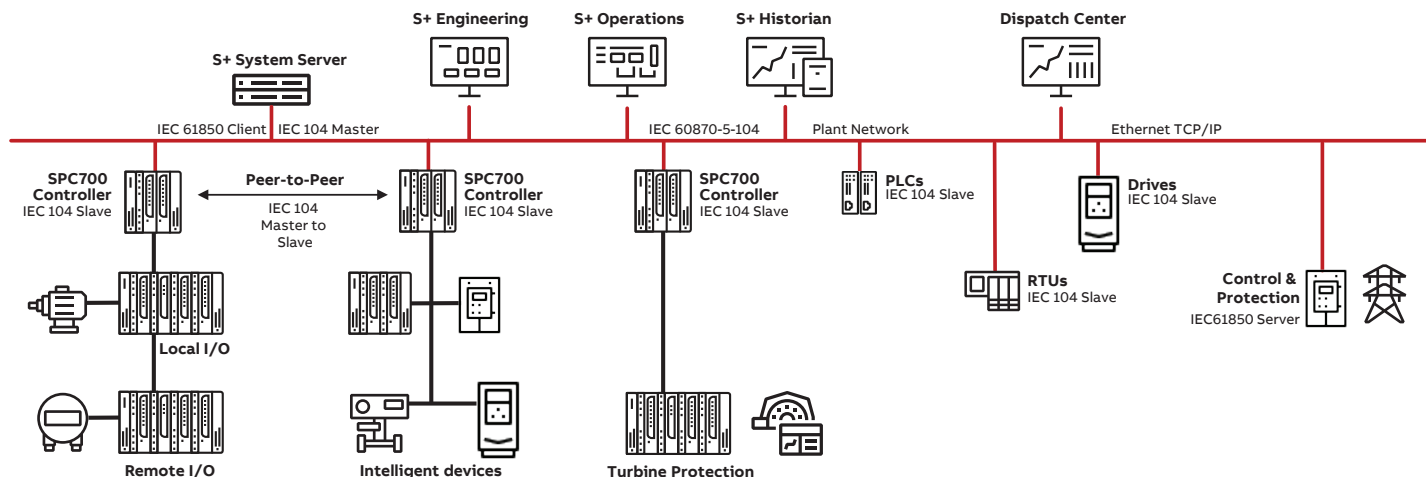 S+ Engineering
S+ Operations
S+ Historian
Dispatch Center
S+ System Server
IEC 61850 Client
IEC 104 Master
IEC 60870-5-104
Plant Network
Ethernet TCP/IP
SPC700
Controller
IEC 104 Slave
Peer-to-Peer
IEC 104
Master to
Slave
SPC700
Controller
IEC 104 Slave
SPC700
Controller
IEC 104 Slave
PLCs
IEC 104 Slave
Drives
IEC 104 Slave
RTUs
IEC 104 Slave
Control &
Protection
IEC61850 Server
Local I/O
Remote I/O
Intelligent devices
Turbine Protection